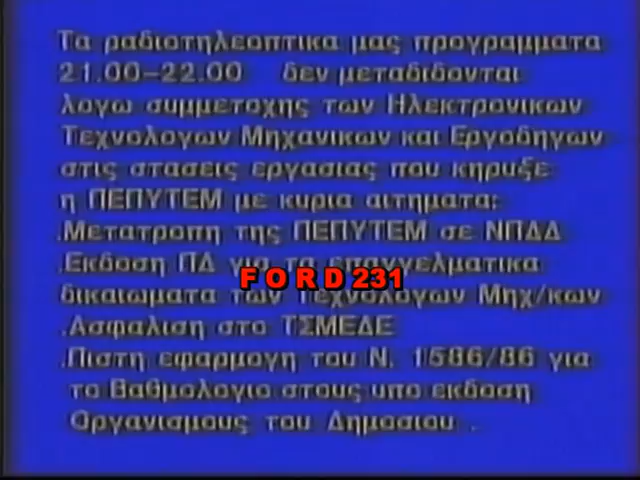 Τα ραδιοτηλεοπτικα μας προγραμματα
21.00-22.00 δεν μεταδιδονται
λογω συμμετοχης των Ηλεκτρονικων
Τεχνολογων Μηχανικων και Εργοδηγων
στις στασεις εργασιας που κηρυξε
η ΠΕΠΥΤΕΜ με κυρια αιτηματα:
.Μετατροπη της ΠΕΠΥΤΕΜ σε ΝΠΔΔ
.Εκδοση ΠΔ για τα επαγγελματικα
FORD231
δικαιωματα των Τεχνολογων Μηχ/κων
.Ασφαλιση στο ΤΣΜΕΔΕ
.Πιστη εφαρμογη του Ν. 1586/86 για
το Βαθμολογιο στους υπο εκδοση
Οργανισμους του Δημοσιου .